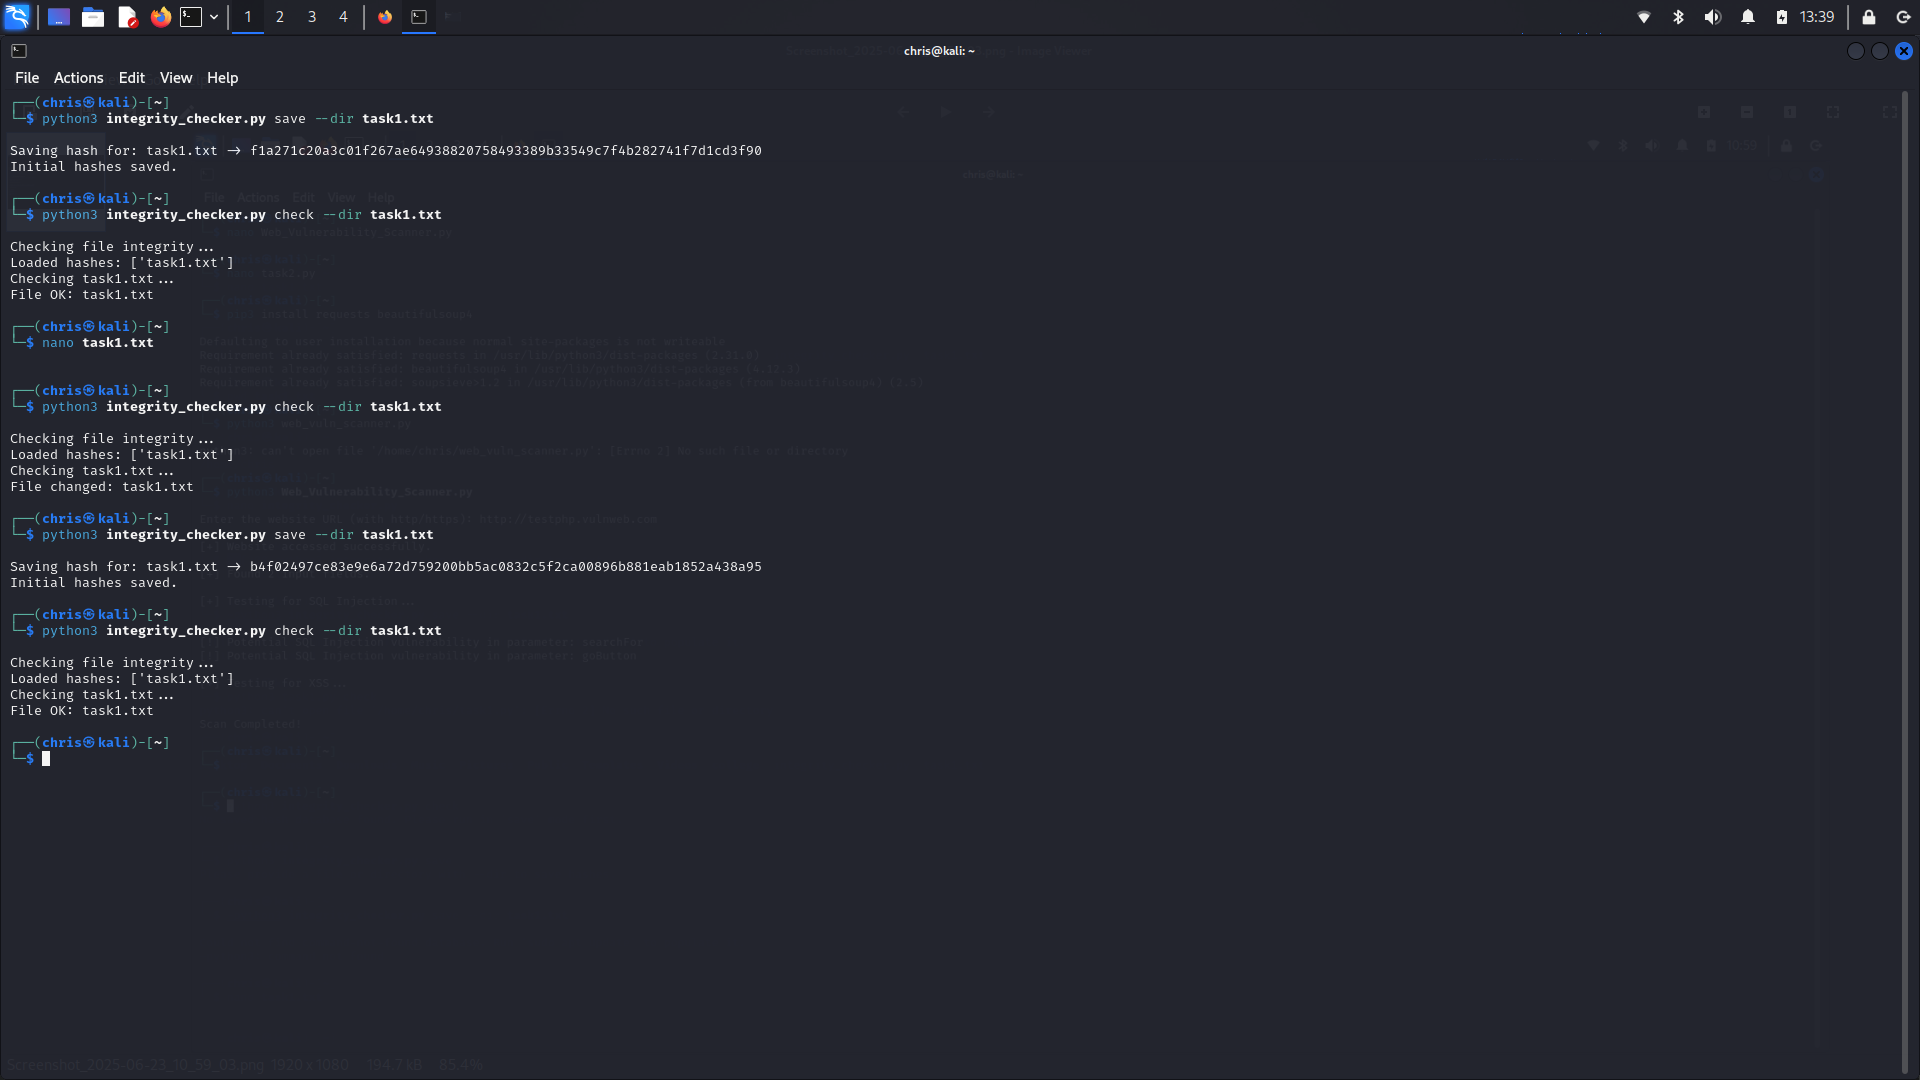 1 2 3 4 13:39
chris@kali: ~
File Actions Edit View Help
┌──(chris㉿kali)-[~]
└─$ python3 integrity_checker.py save --dir task1.txt
Saving hash for: task1.txt → f1a271c20a3c01f267ae64938820758493389b33549c7f4b282741f7d1cd3f90
Initial hashes saved.
┌──(chris㉿kali)-[~]
└─$ python3 integrity_checker.py check --dir task1.txt
Checking file integrity...
Loaded hashes: ['task1.txt']
Checking task1.txt...
File OK: task1.txt
┌──(chris㉿kali)-[~]
└─$ nano task1.txt
┌──(chris㉿kali)-[~]
└─$ python3 integrity_checker.py check --dir task1.txt
Checking file integrity...
Loaded hashes: ['task1.txt']
Checking task1.txt...
File changed: task1.txt
┌──(chris㉿kali)-[~]
└─$ python3 integrity_checker.py save --dir task1.txt
Saving hash for: task1.txt → b4f02497ce83e9e6a72d759200bb5ac0832c5f2ca00896b881eab1852a438a95
Initial hashes saved.
┌──(chris㉿kali)-[~]
└─$ python3 integrity_checker.py check --dir task1.txt
Checking file integrity...
Loaded hashes: ['task1.txt']
Checking task1.txt...
File OK: task1.txt
┌──(chris㉿kali)-[~]
└─$
Screenshot_2025-06-23_10_59_03.png 1920 x 1080 194.7 kB 85.4%